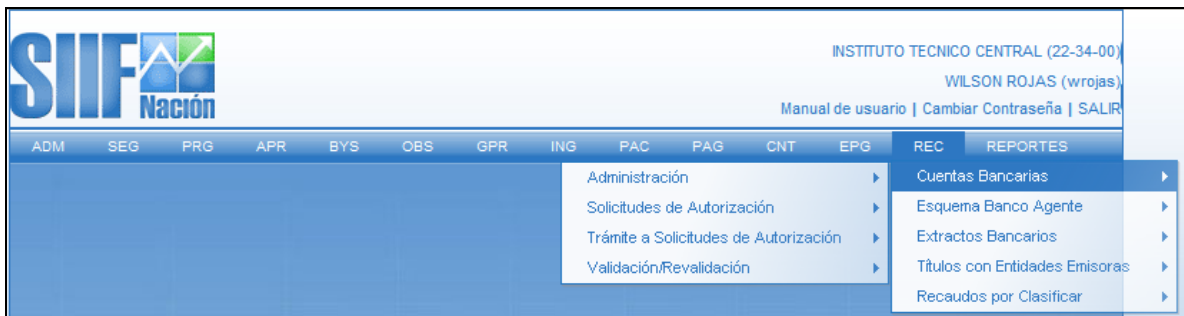 SIIF
Nación
INSTITUTO TECNICO CENTRAL (22-34-00)
WILSON ROJAS (wrojas)
Manual de usuario | Cambiar Contraseña | SALIR
ADM SEG PRG APR BYS OBS GPR ING PAC PAG CNT EPG REC REPORTES
Administración
Solicitudes de Autorización
Trámite a Solicitudes de Autorización
Validación/Revalidación
Cuentas Bancarias
Esquema Banco Agente
Extractos Bancarios
Títulos con Entidades Emisoras
Recaudos por Clasificar